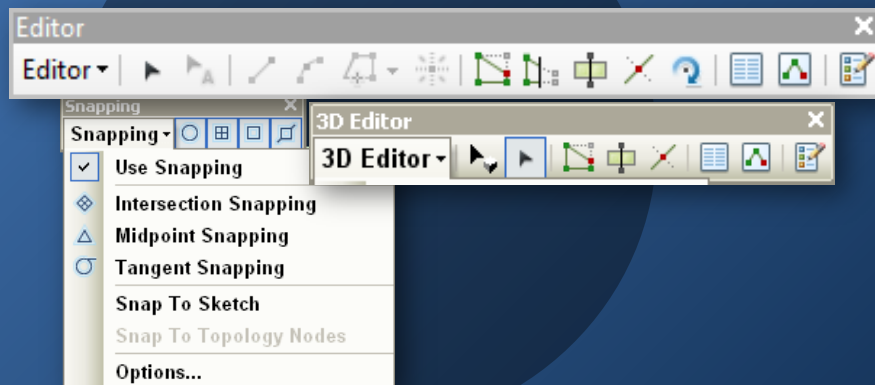 Editor
Editor
Snapping
Snapping
3D Editor
3D Editor
Use Snapping
Intersection Snapping
Midpoint Snapping
Tangent Snapping
Snap To Sketch
Snap To Topology Nodes
Options...